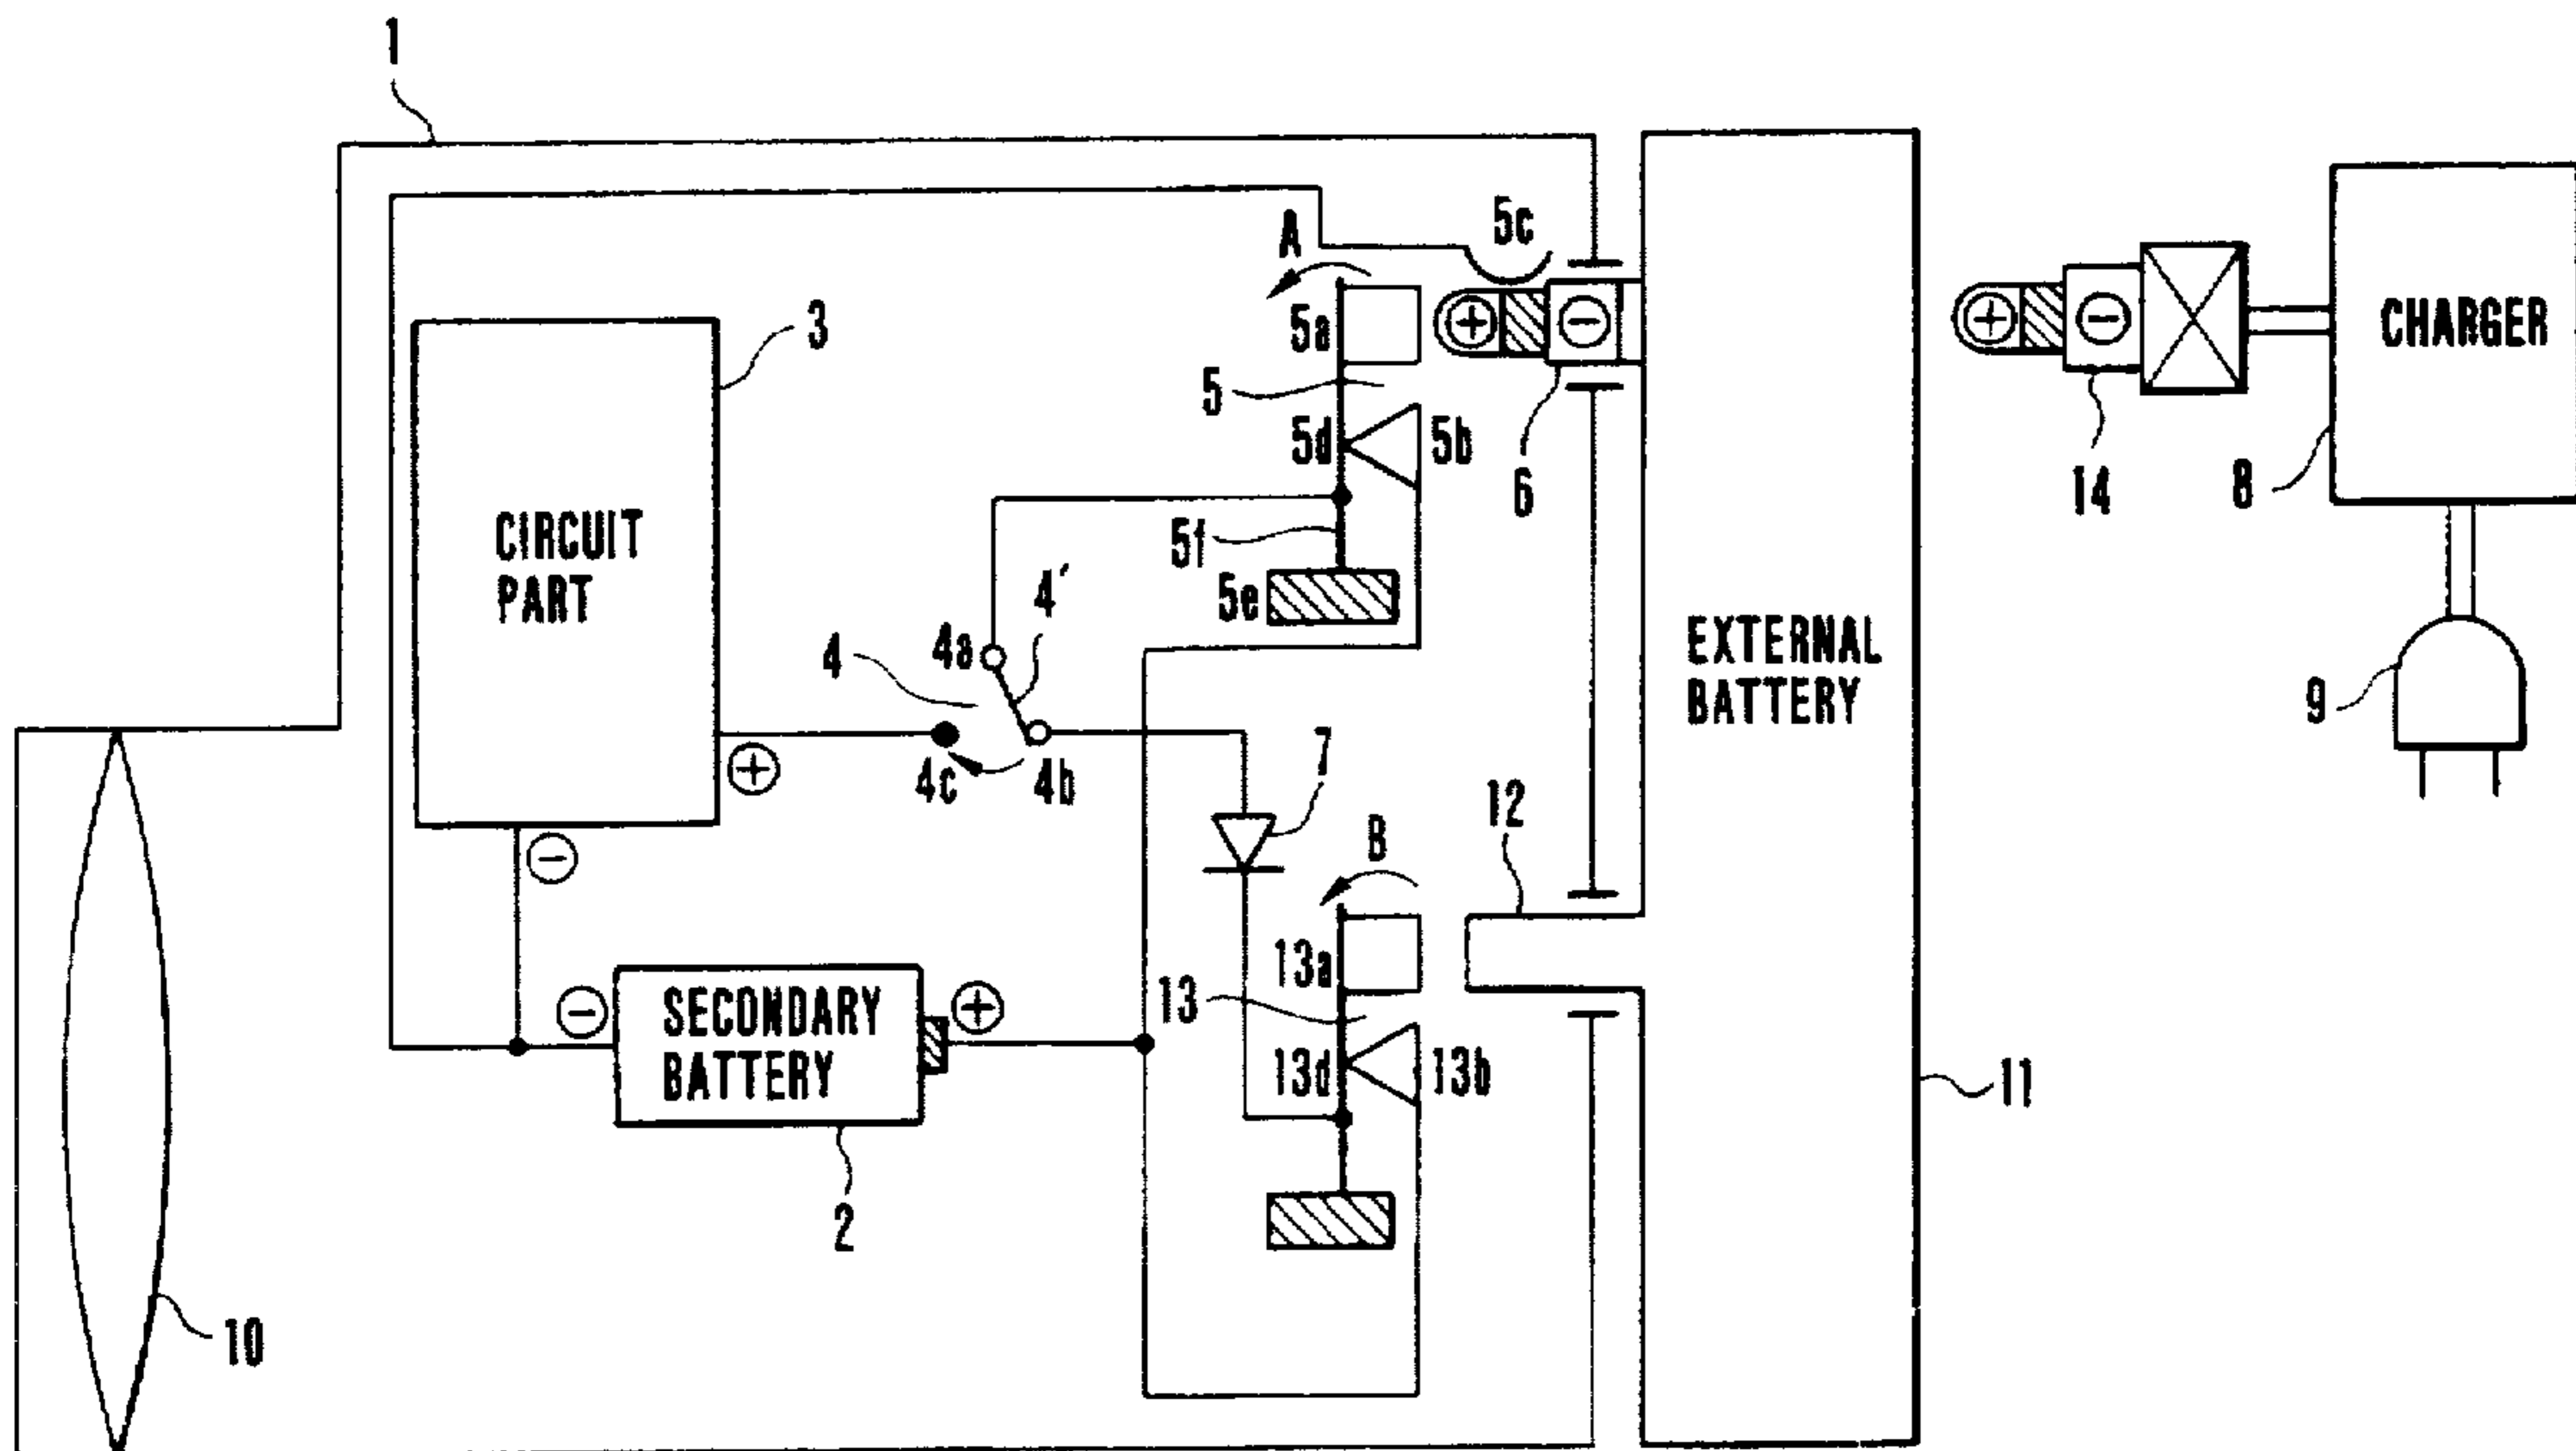 1
A
5c
3
5a
+
−
+
−
CHARGER
5
5d
5b
6
14
8
CIRCUIT
PART
5f
4′
5e
4
4a
EXTERNAL
BATTERY
9
+
4c
4b
7
12
−
B
−
SECONDARY
BATTERY
+
13a
13
13d
13b
11
2
10